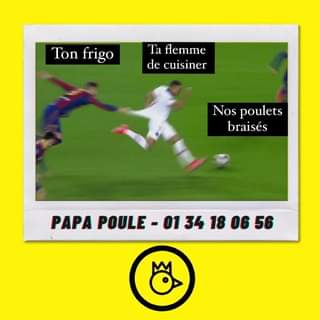 Ton frigo
Ta flemme
de cuisiner
Nos poulets
braisés
PAPA POULE - 01 34 18 06 56